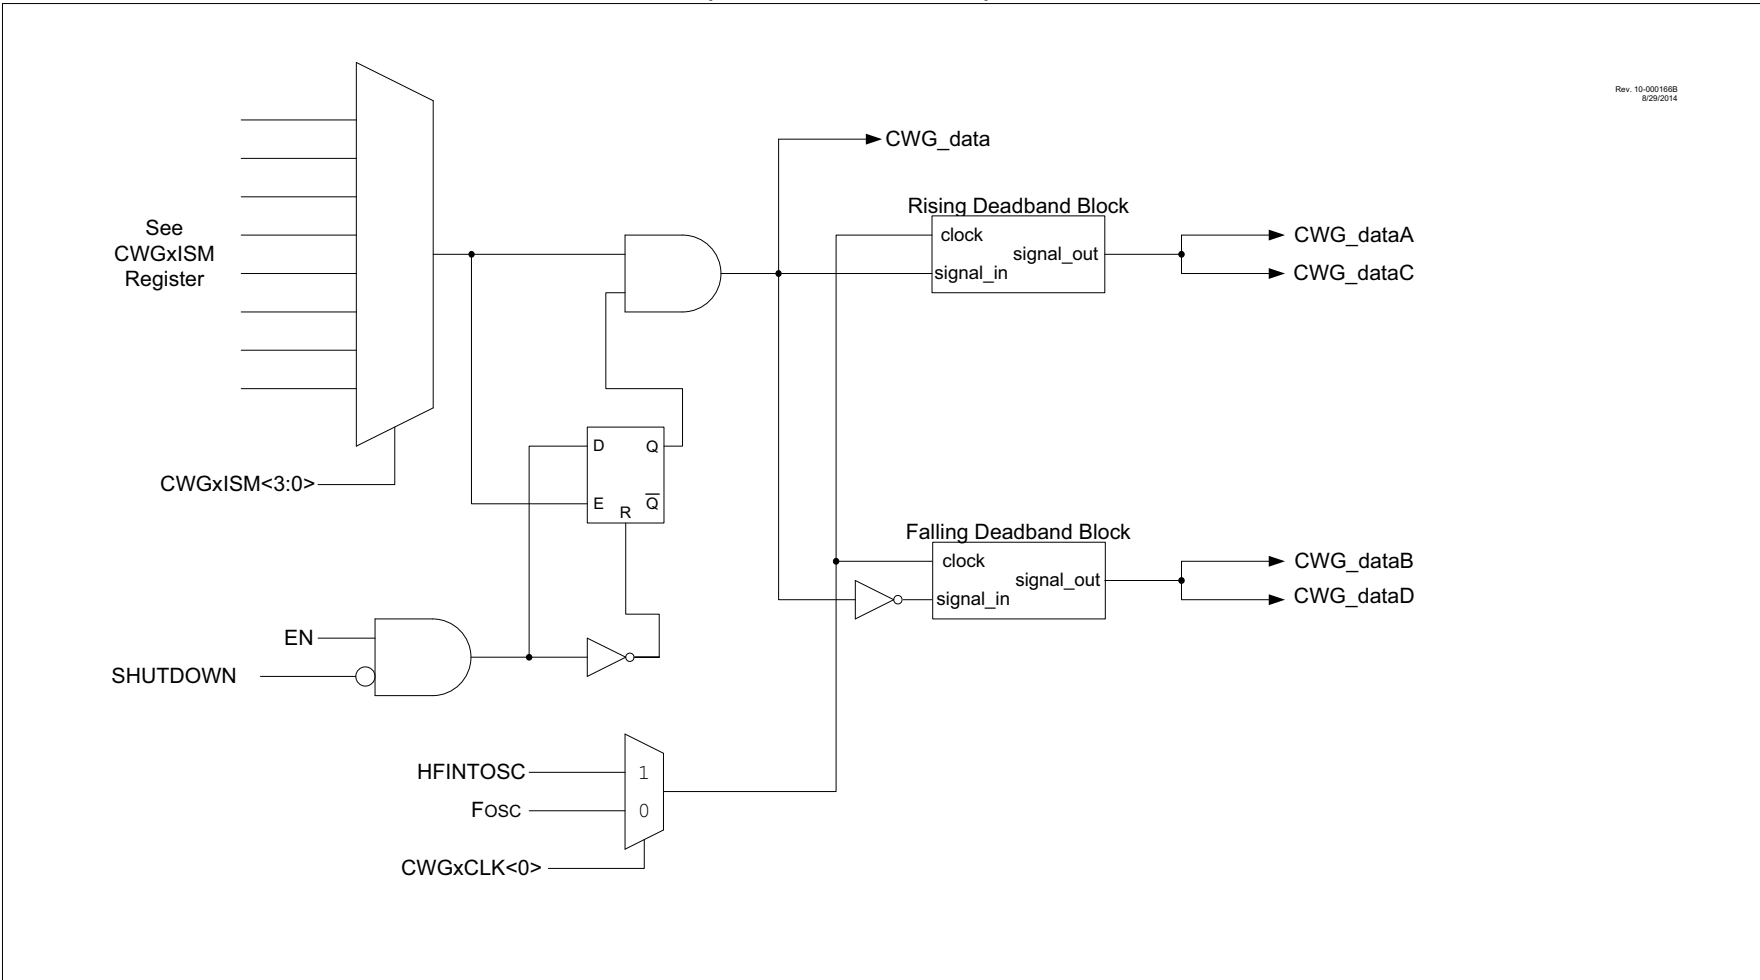 Rev. 10-000166B
8/29/2014
CWG_data
Rising Deadband Block
clock
signal_out
signal_in
CWG_dataA
CWG_dataC
See
CWGxISM
Register
D
Q
E
R
Q̅
CWGxISM<3:0>
Falling Deadband Block
clock
signal_out
signal_in
CWG_dataB
CWG_dataD
EN
SHUTDOWN
HFINTOSC
1
FOSC
0
CWGxCLK<0>